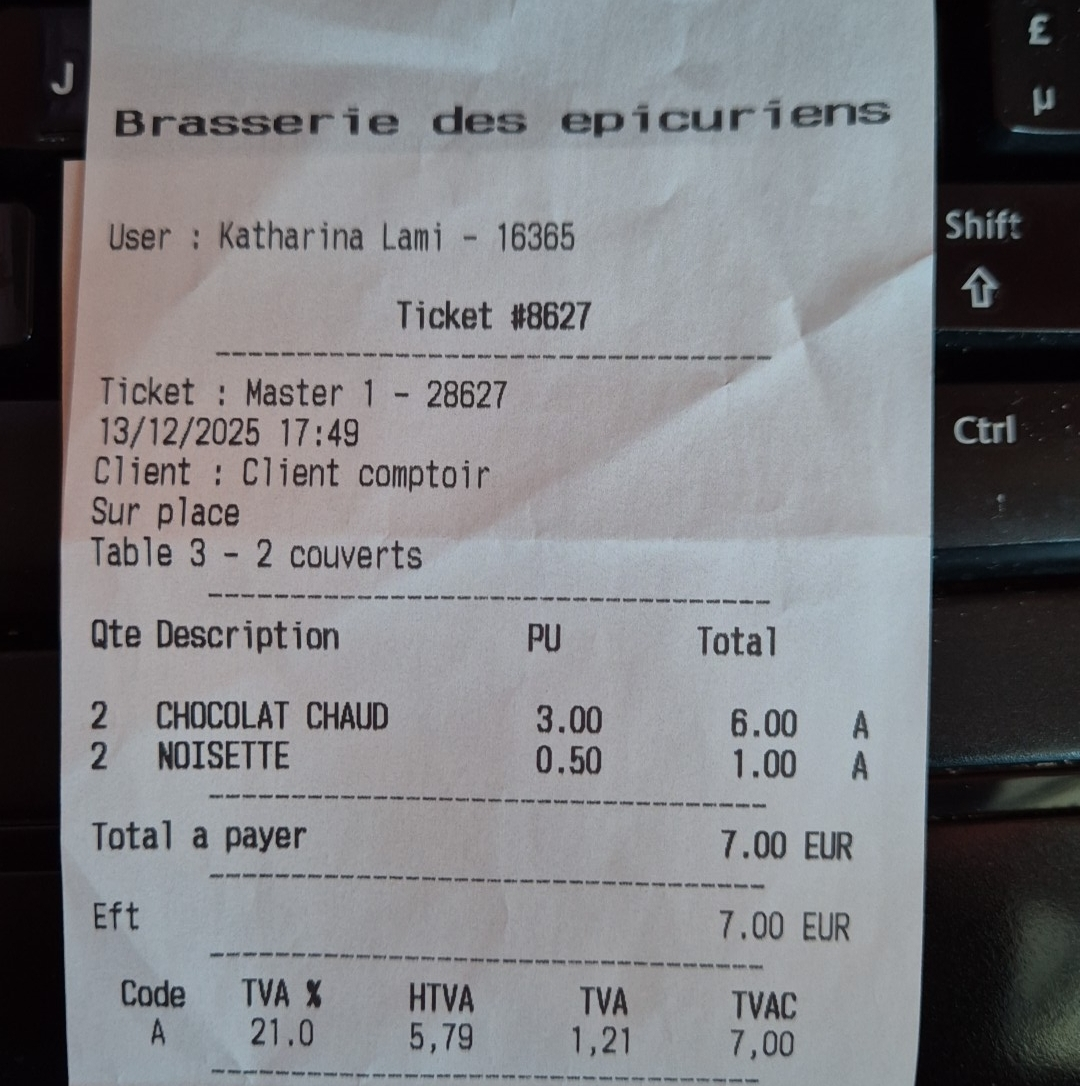 Brasserie des epicuriens
User : Katharina Lami - 16365
Ticket #8627
Ticket : Master 1 - 28627
13/12/2025 17:49
Client : Client comptoir
Sur place
Table 3 - 2 couverts
Qte Description PU Total
2 CHOCOLAT CHAUD 3.00 6.00 A
2 NOISETTE 0.50 1.00 A
Total a payer 7.00 EUR
Eft 7.00 EUR
Code TVA % HTVA TVA TVAC
A 21.0 5,79 1,21 7,00
J
£
µ
Shift
Ctrl